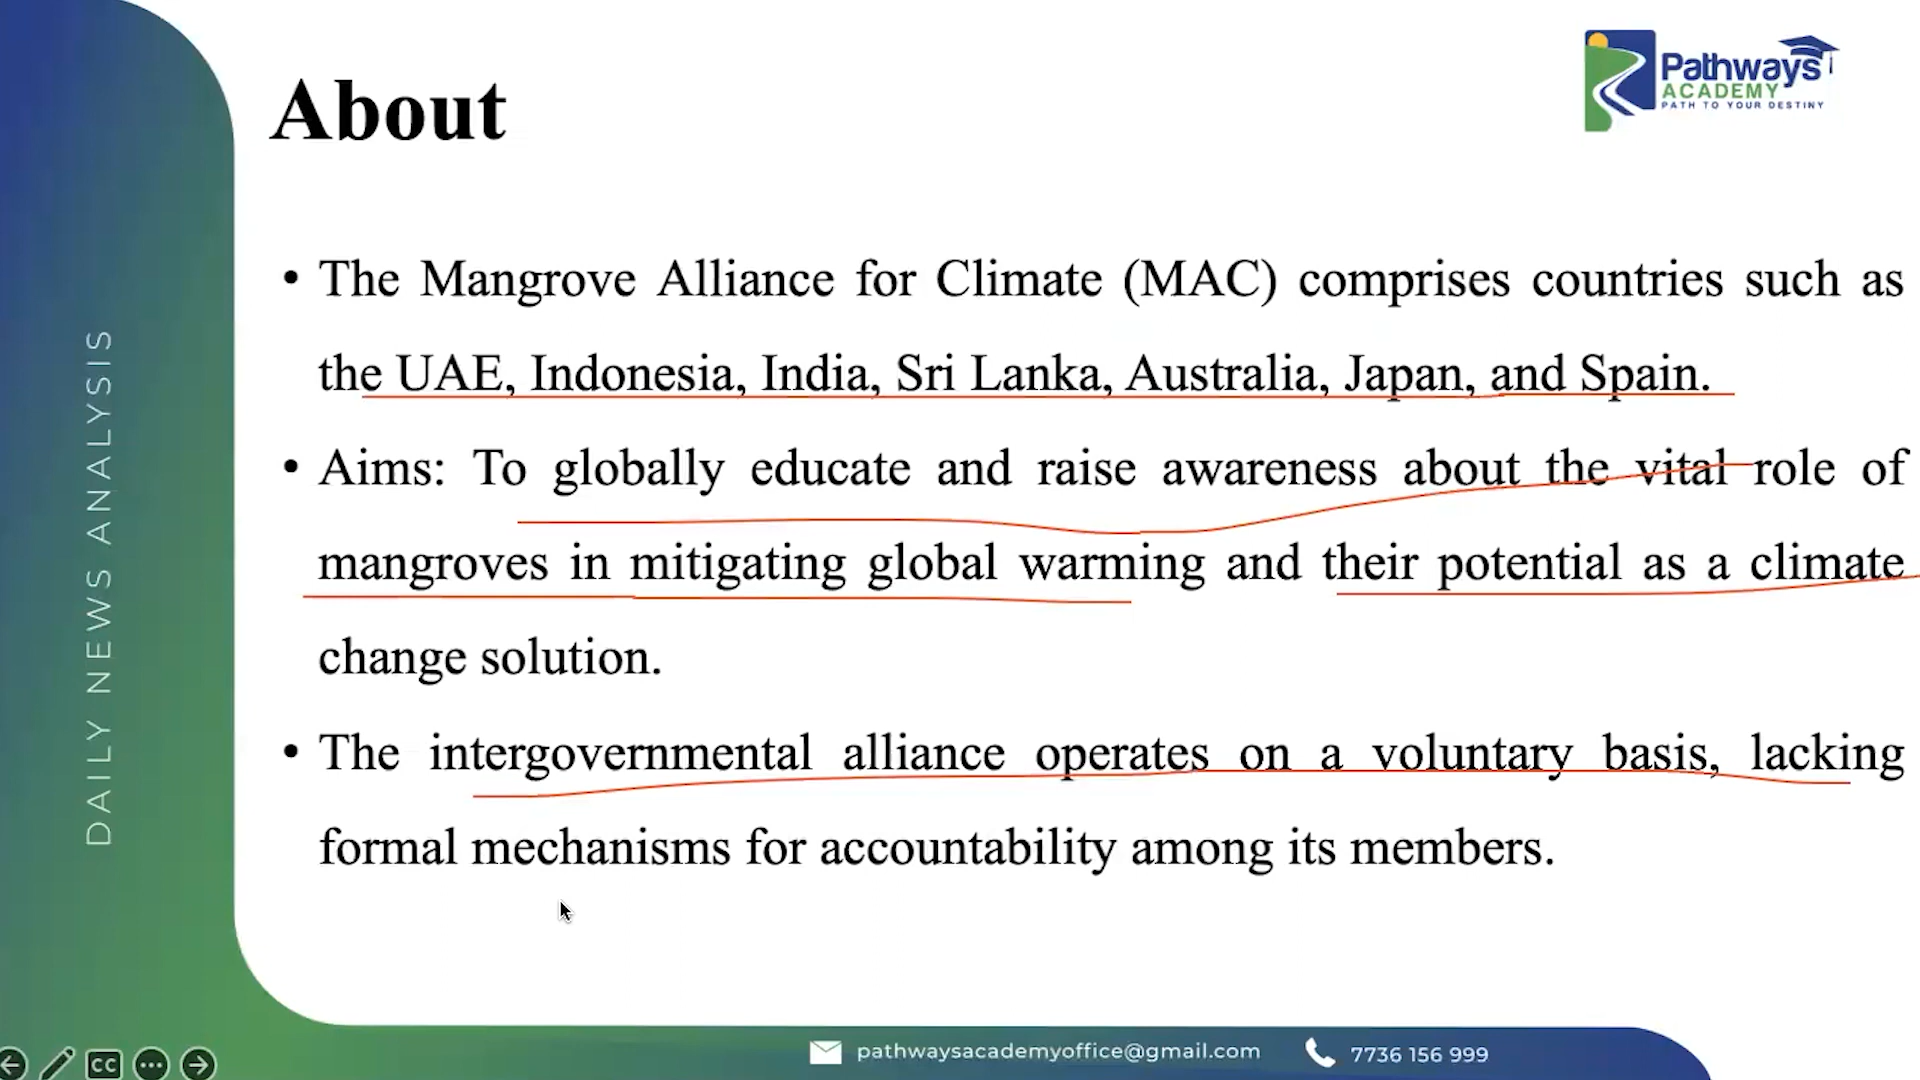 About
Pathways
ACADEMY
PATH TO YOUR DESTINY
• The Mangrove Alliance for Climate (MAC) comprises countries such as
the UAE, Indonesia, India, Sri Lanka, Australia, Japan, and Spain.
• Aims: To globally educate and raise awareness about the vital role of
mangroves in mitigating global warming and their potential as a climate
change solution.
• The intergovernmental alliance operates on a voluntary basis, lacking
formal mechanisms for accountability among its members.
DAILY NEWS ANALYSIS
CC
pathwaysacademyoffice@gmail.com
7736 156 999